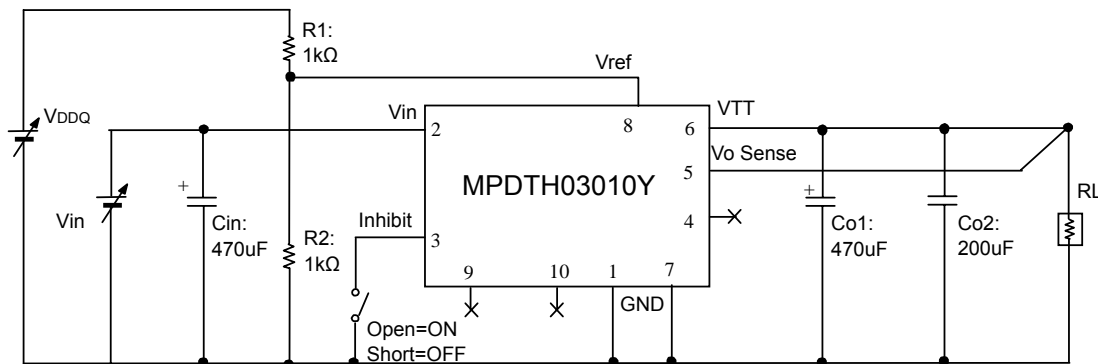 R1:
1kΩ
Vref
VDDQ
Vin
2
8
6
VTT
Vo Sense
5
MPDTH03010Y
RL
Vin
+
Cin:
470uF
Inhibit
3
4
+
Co1:
470uF
Co2:
200uF
R2:
1kΩ
9
10
1
7
GND
Open=ON
Short=OFF